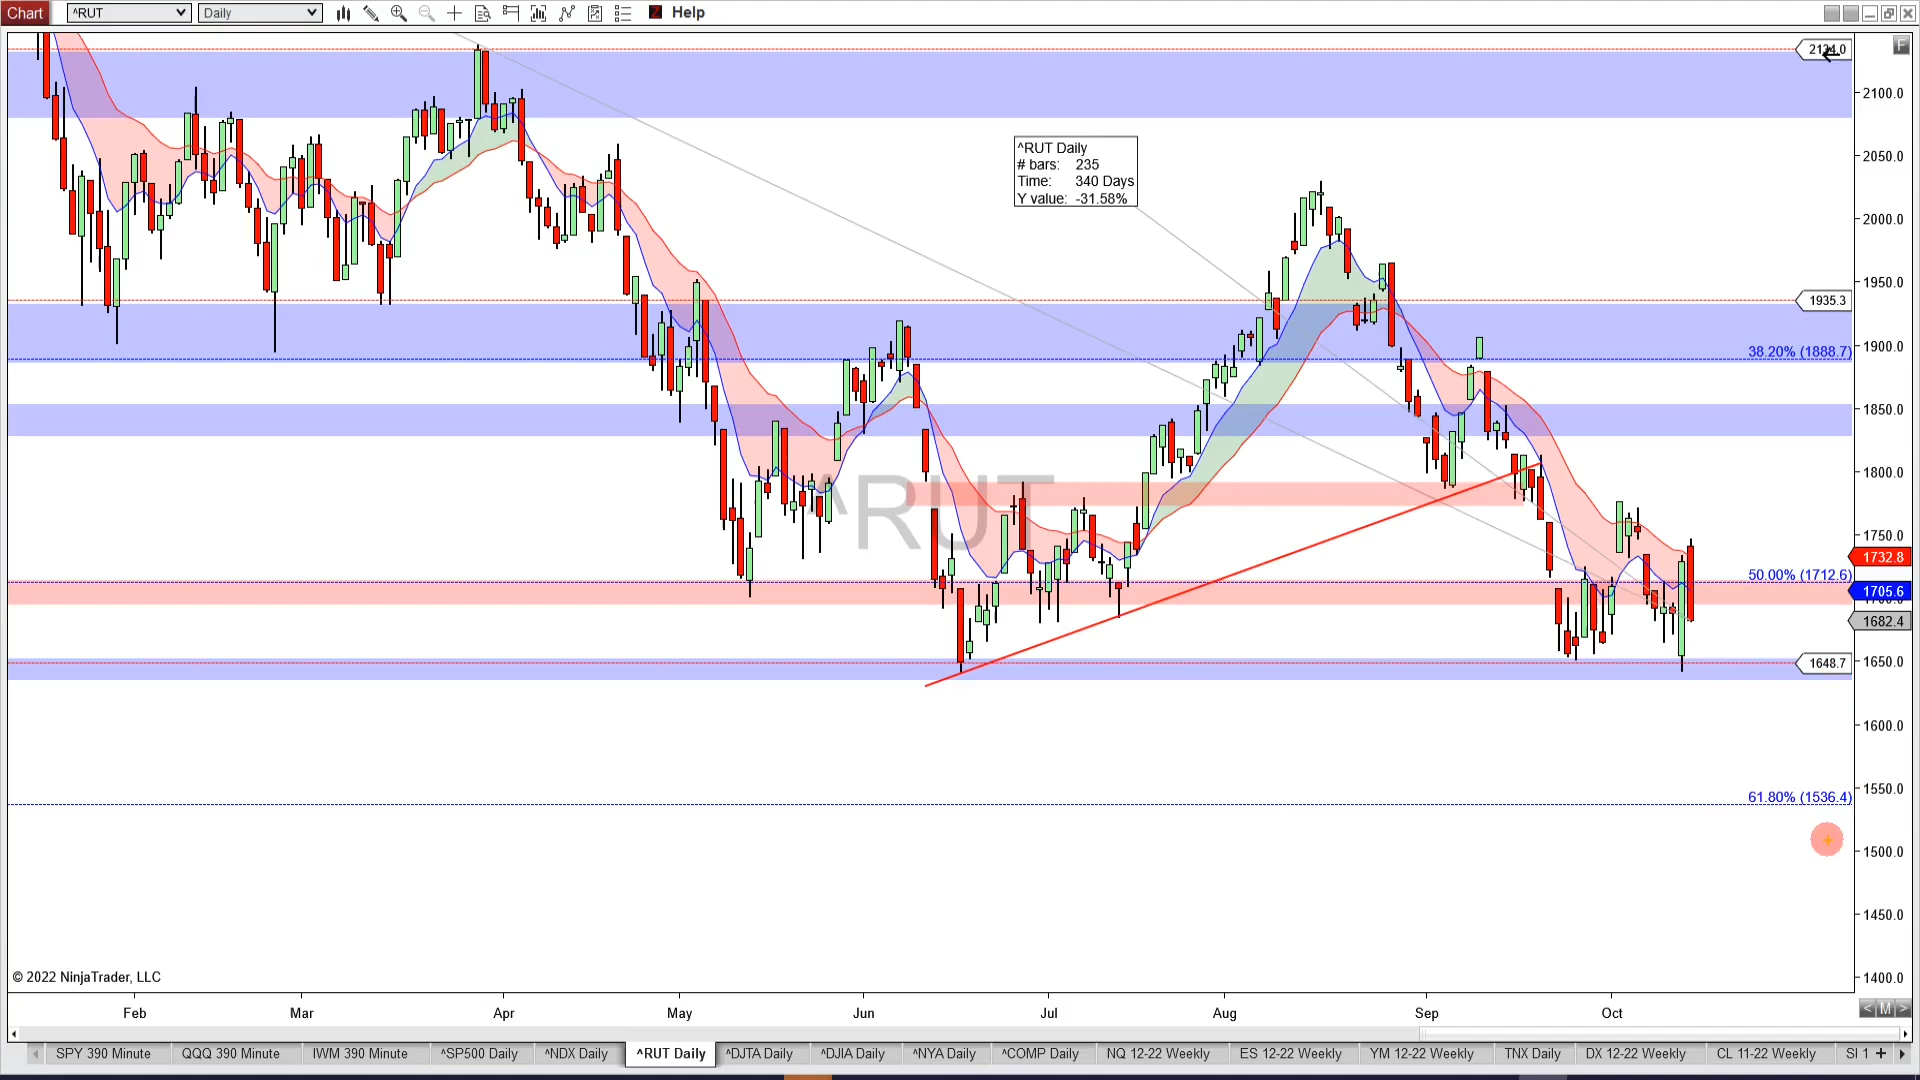 Chart ^RUT Daily Help
F
2100.0
2050.0
^RUT Daily
# bars: 235
Time: 340 Days
Y value: -31.58%
2000.0
1950.0
1935.3
1900.0
38.20% (1888.7)
1850.0
1800.0
^RUT
1750.0
1732.8
50.00% (1712.6)
1705.6
1682.4
1650.0
1648.7
1600.0
1550.0
61.80% (1536.4)
1500.0
1450.0
1400.0
© 2022 NinjaTrader, LLC
Feb Mar Apr May Jun Jul Aug Sep Oct
< M >
SPY 390 Minute QQQ 390 Minute IWM 390 Minute ^SP500 Daily ^NDX Daily ^RUT Daily ^DJTA Daily ^DJIA Daily ^NYA Daily ^COMP Daily NQ 12-22 Weekly ES 12-22 Weekly YM 12-22 Weekly TNX Daily DX 12-22 Weekly CL 11-22 Weekly SI 1 +